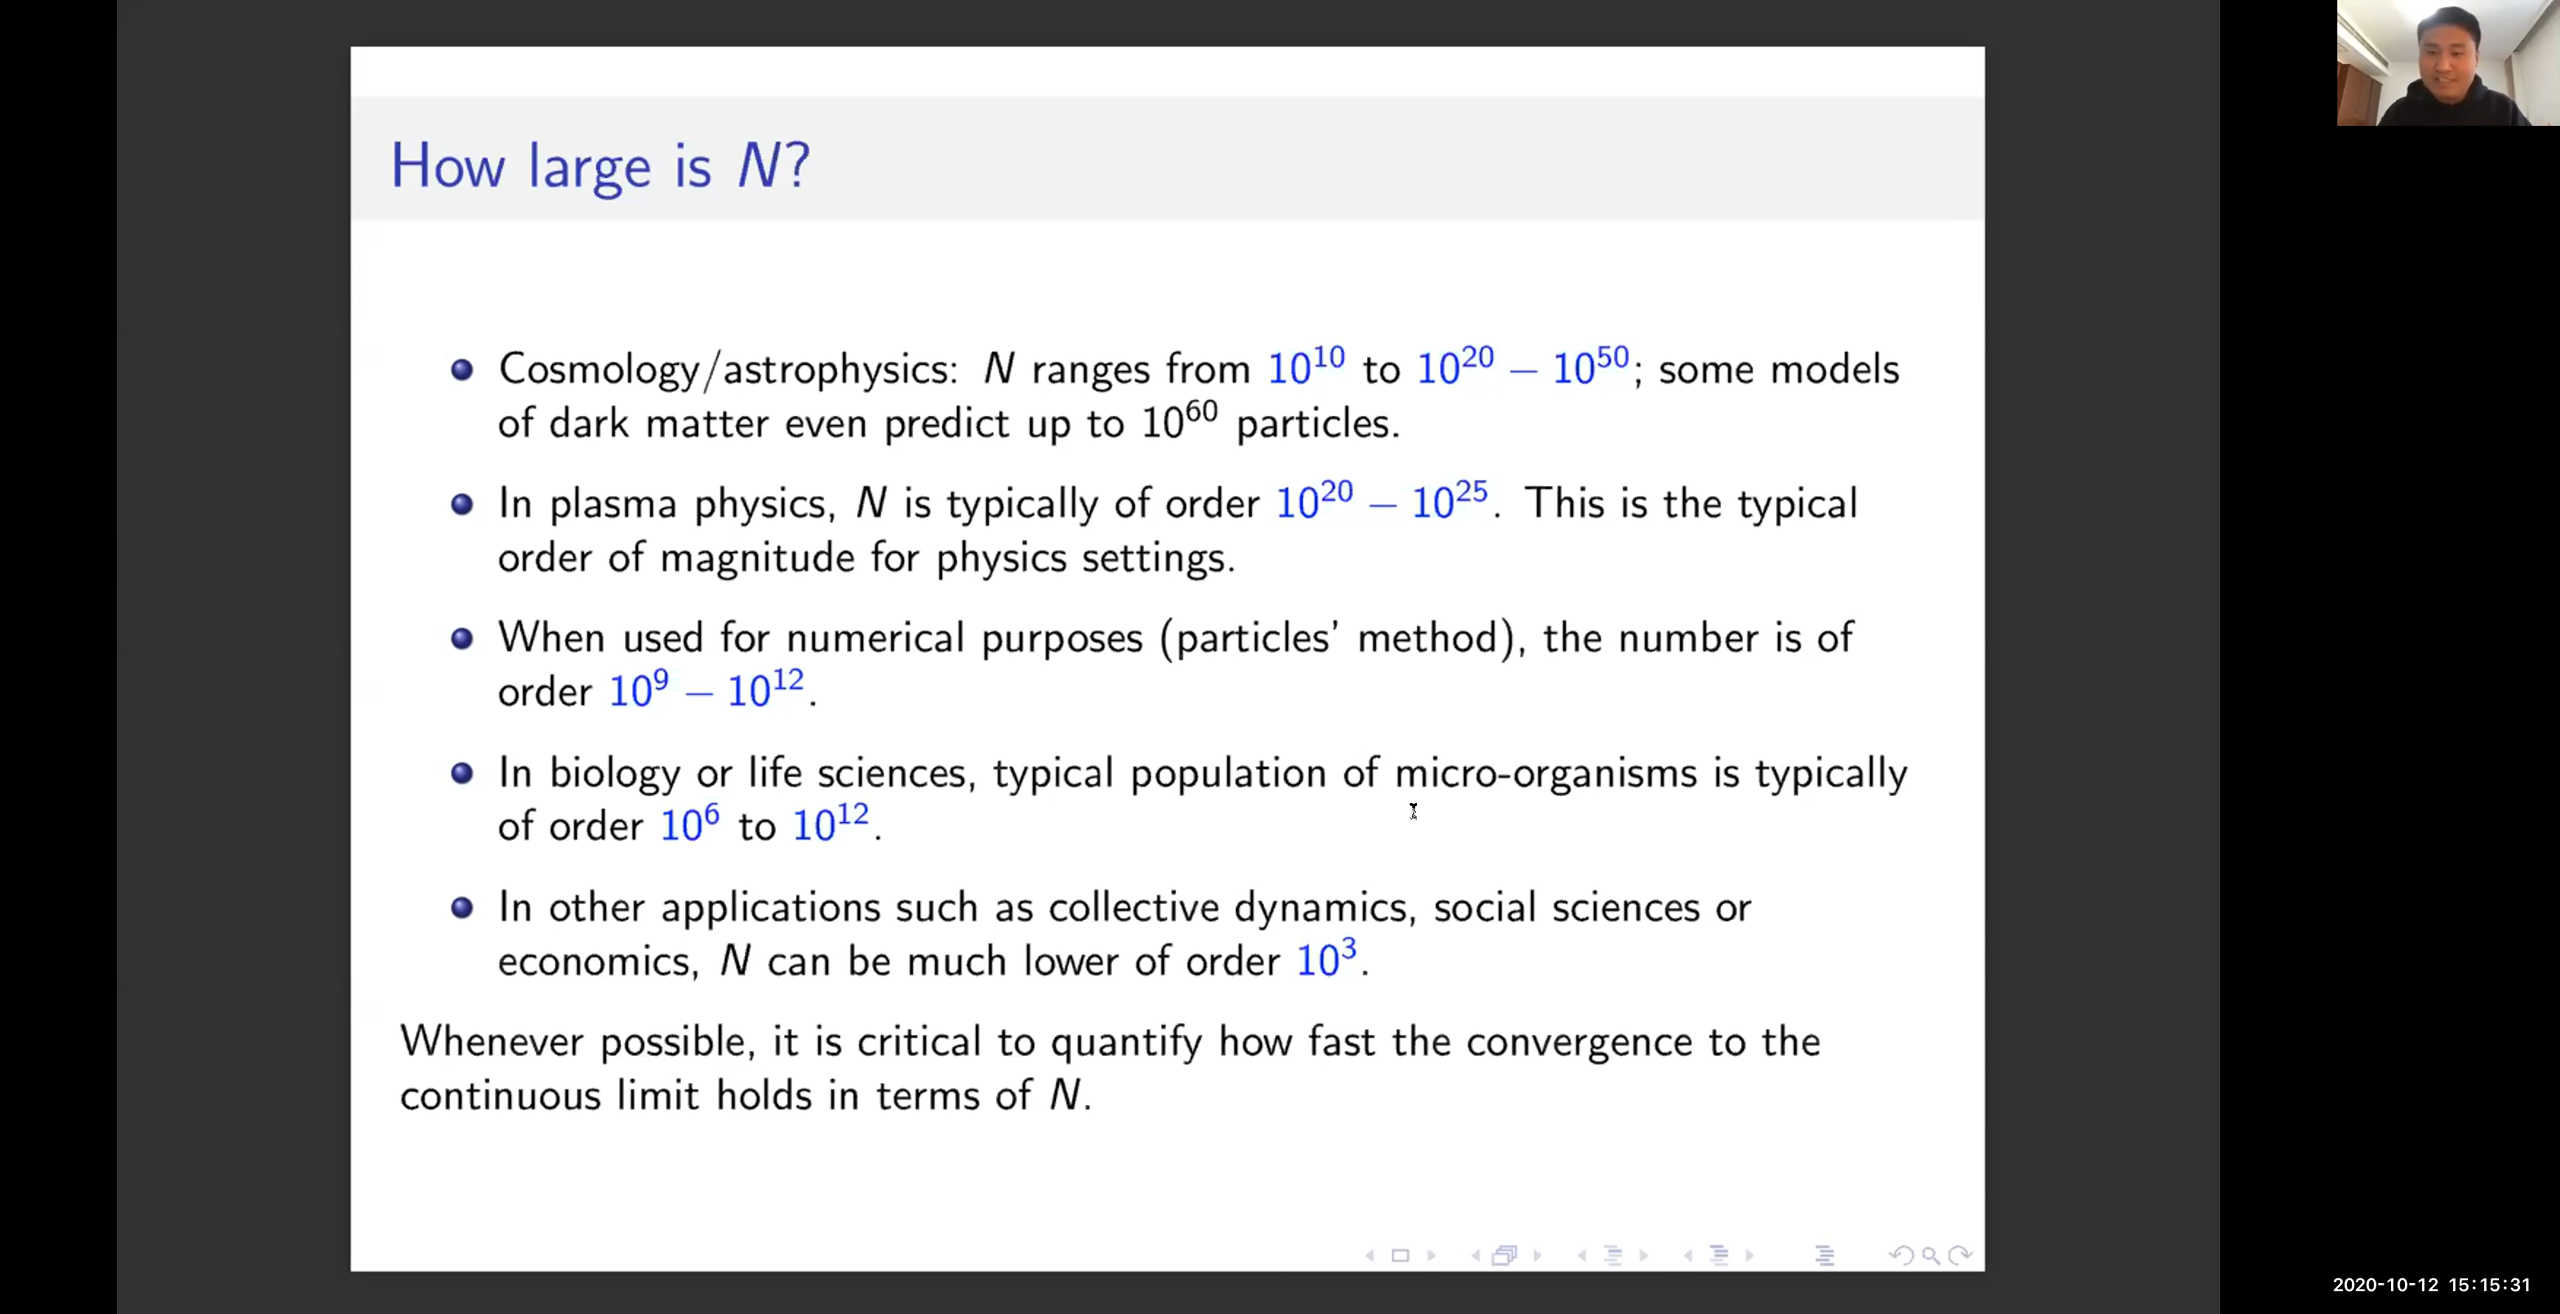 How large is N?
Cosmology/astrophysics: N ranges from 10^10 to 10^20 – 10^50; some models
of dark matter even predict up to 10^60 particles.
In plasma physics, N is typically of order 10^20 – 10^25. This is the typical
order of magnitude for physics settings.
When used for numerical purposes (particles' method), the number is of
order 10^9 – 10^12.
In biology or life sciences, typical population of micro-organisms is typically
of order 10^6 to 10^12.
In other applications such as collective dynamics, social sciences or
economics, N can be much lower of order 10^3.
Whenever possible, it is critical to quantify how fast the convergence to the
continuous limit holds in terms of N.
2020-10-12 15:15:31